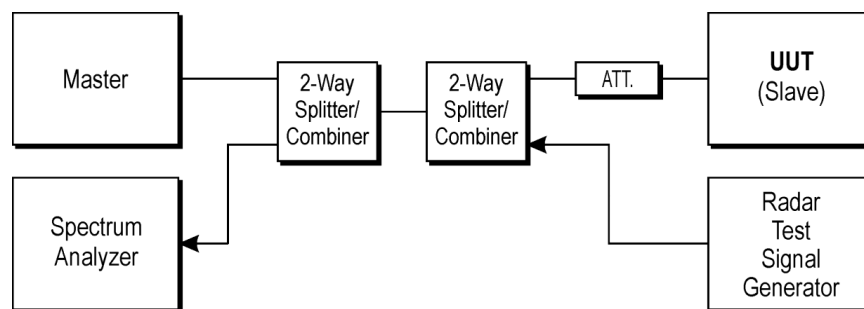 Master
2-Way
Splitter/
Combiner
2-Way
Splitter/
Combiner
ATT.
UUT
(Slave)
Spectrum
Analyzer
Radar
Test
Signal
Generator